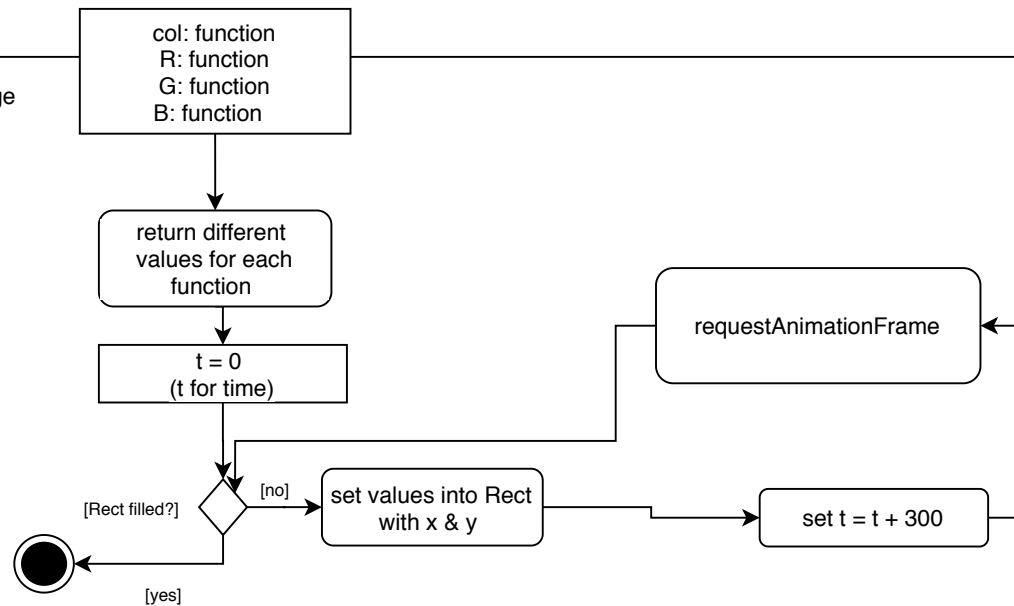 col: function
R: function
G: function
B: function
ge
return different
values for each
function
t = 0
(t for time)
requestAnimationFrame
[Rect filled?]
[no]
set values into Rect
with x & y
set t = t + 300
[yes]